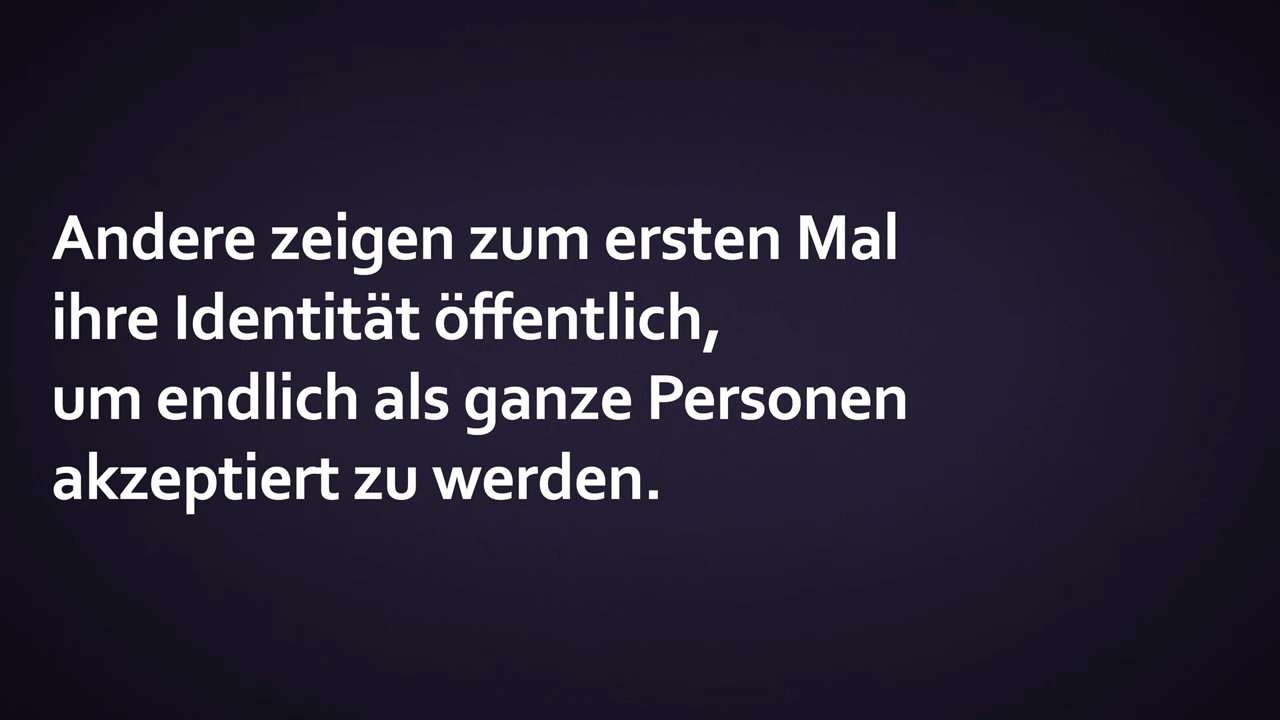 Andere zeigen zum ersten Mal
ihre Identität öffentlich,
um endlich als ganze Personen
akzeptiert zu werden.